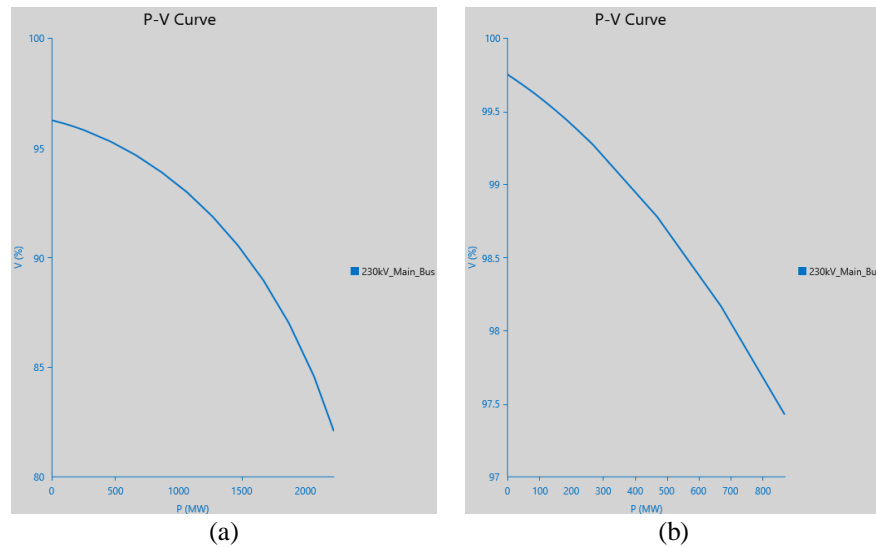 P-V Curve
100
95
90
85
80
V (%)
0
500
1000
1500
2000
P (MW)
230kV_Main_Bus
(a)
P-V Curve
100
99.5
99
98.5
98
97.5
97
V (%)
0
100
200
300
400
500
600
700
800
P (MW)
230kV_Main_Bu
(b)